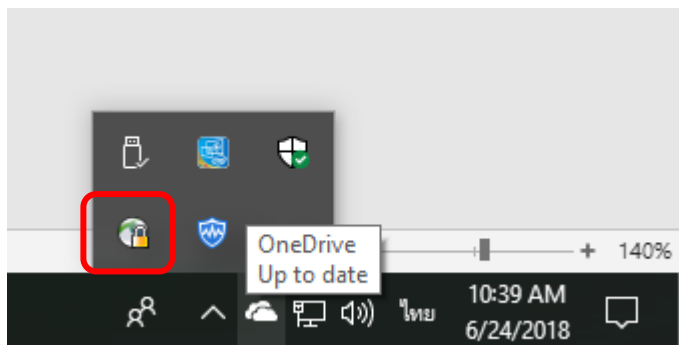 OneDrive
Up to date
140%
ไทย
10:39 AM
6/24/2018